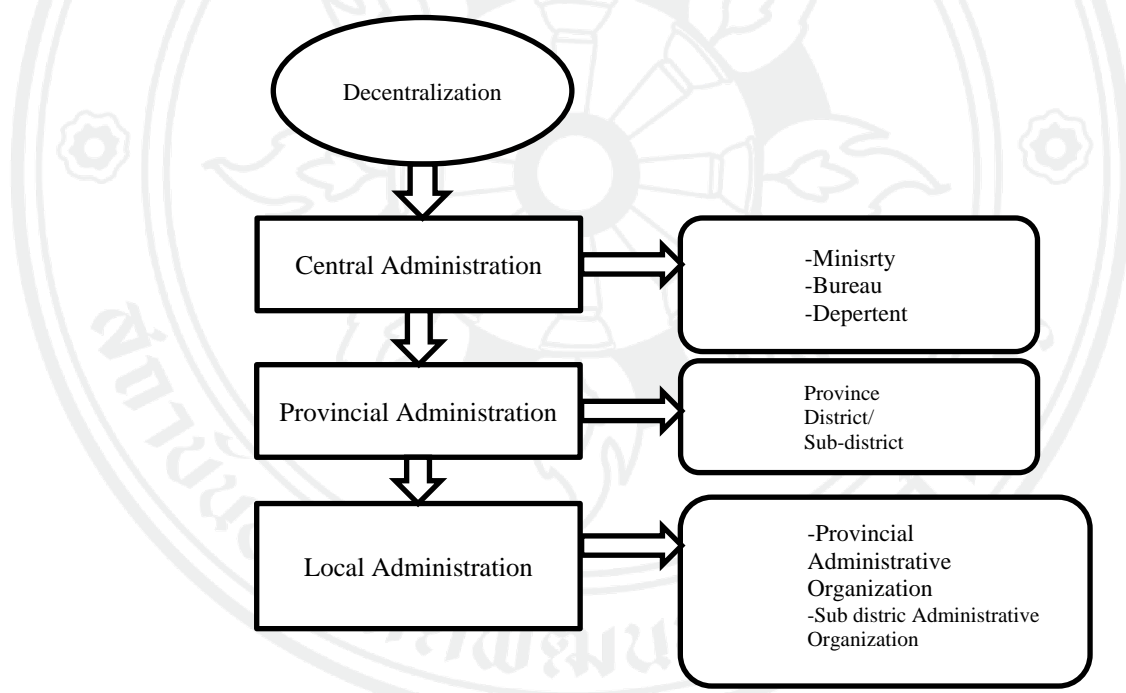 Decentralization
Central Administration
-Minisrty
-Bureau
-Depertent
Provincial Administration
Province
District/
Sub-district
Local Administration
-Provincial
Administrative
Organization
-Sub distric Administrative
Organization